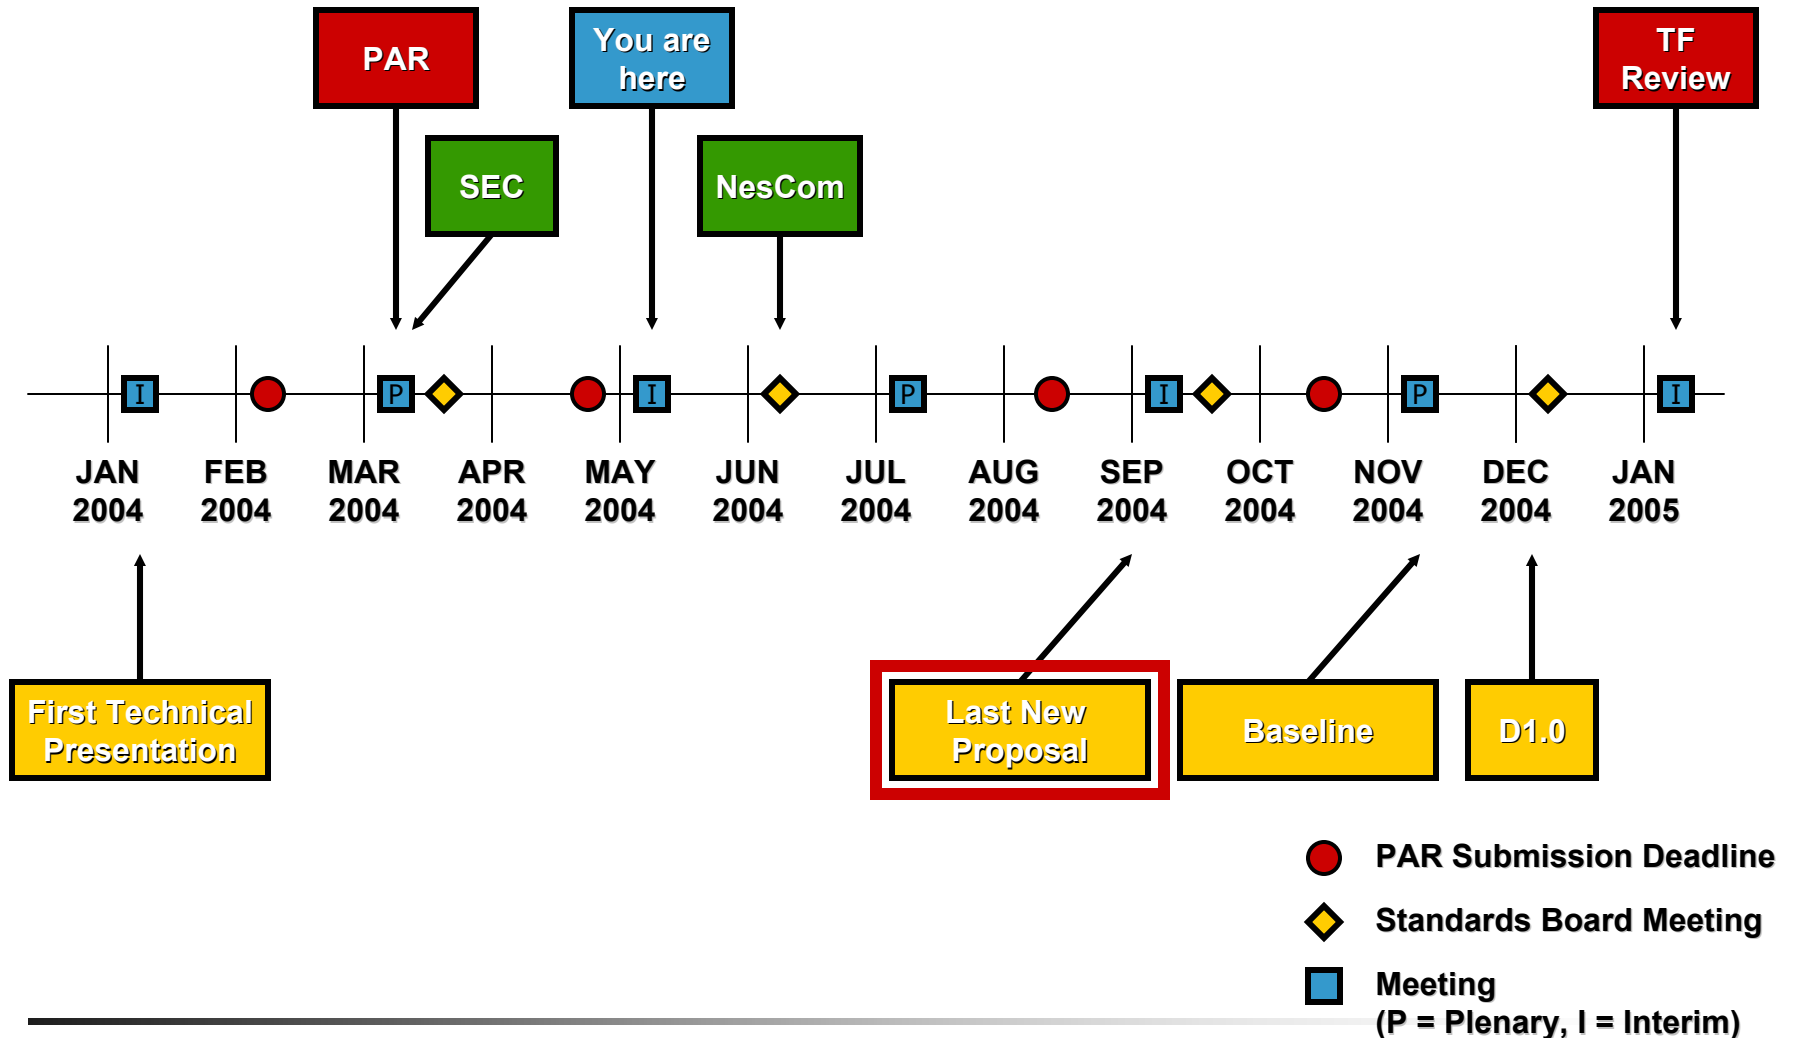 PAR
You are
here
TF
Review
SEC
NesCom
I
P
I
P
I
P
I
JAN
2004
FEB
2004
MAR
2004
APR
2004
MAY
2004
JUN
2004
JUL
2004
AUG
2004
SEP
2004
OCT
2004
NOV
2004
DEC
2004
JAN
2005
First Technical
Presentation
Last New
Proposal
Baseline
D1.0
PAR Submission Deadline
Standards Board Meeting
Meeting
(P = Plenary, I = Interim)